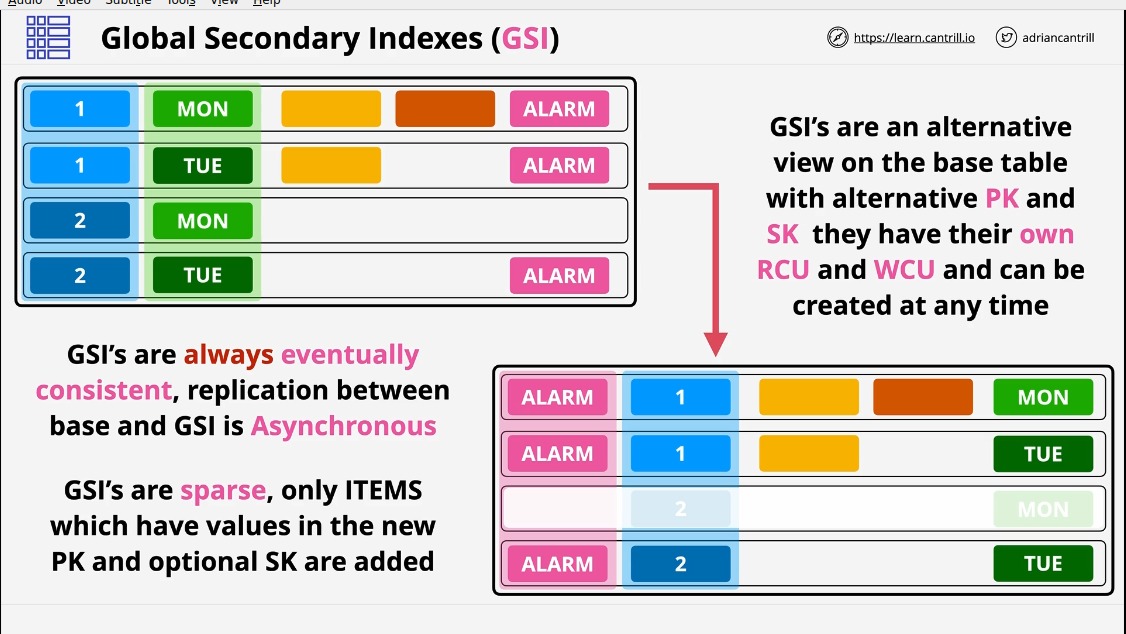 Audio Video Subtitle Tools View Help
Global Secondary Indexes (GSI)
https://learn.cantrill.io
adriancantrill
1 MON ALARM
1 TUE ALARM
2 MON
2 TUE ALARM
GSI’s are an alternative
view on the base table
with alternative PK and
SK they have their own
RCU and WCU and can be
created at any time
GSI’s are always eventually
consistent, replication between
base and GSI is Asynchronous
GSI’s are sparse, only ITEMS
which have values in the new
PK and optional SK are added
ALARM 1 MON
ALARM 1 TUE
2 MON
ALARM 2 TUE